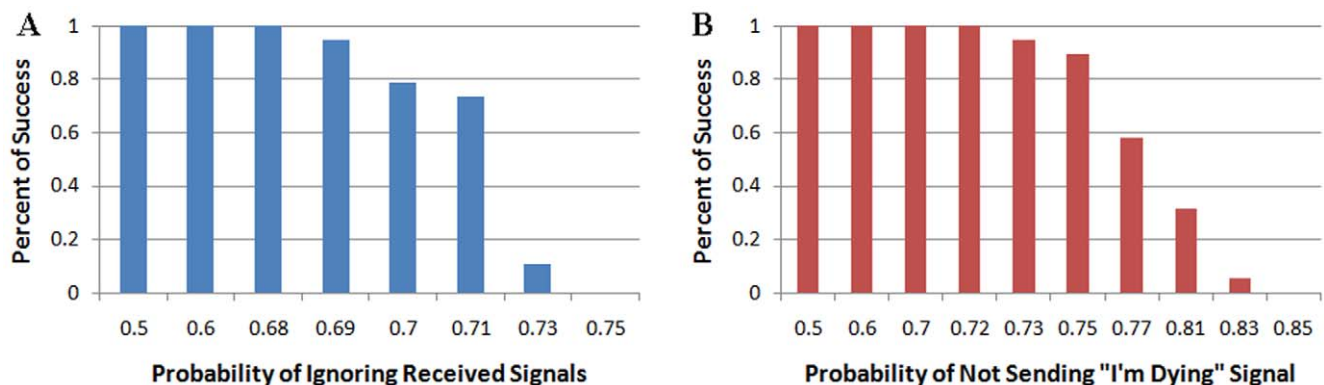 A
Percent of Success
1
0.8
0.6
0.4
0.2
0
0.5 0.6 0.68 0.69 0.7 0.71 0.73 0.75
Probability of Ignoring Received Signals
B
Percent of Success
1
0.8
0.6
0.4
0.2
0
0.5 0.6 0.7 0.72 0.73 0.75 0.77 0.81 0.83 0.85
Probability of Not Sending "I'm Dying" Signal